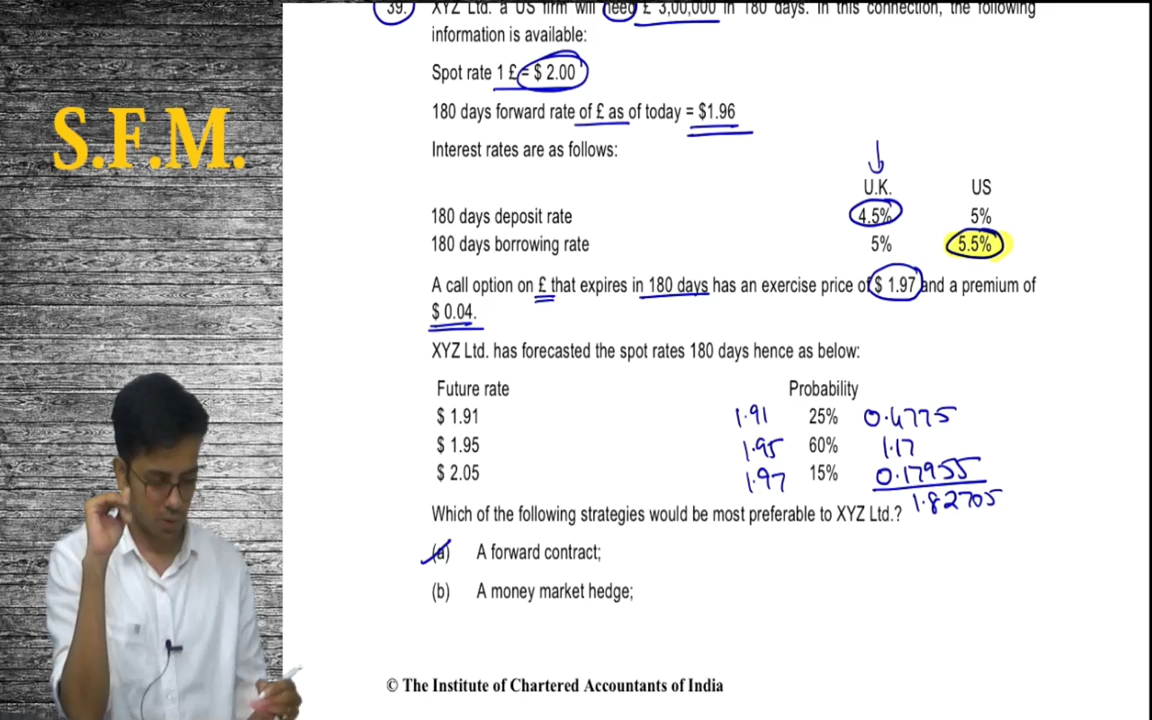 S.F.M.
39. XYZ Ltd. a US firm will need £ 3,00,000 in 180 days. In this connection, the following
information is available:
Spot rate 1 £ = $ 2.00
180 days forward rate of £ as of today = $1.96
Interest rates are as follows:
U.K. US
180 days deposit rate 4.5% 5%
180 days borrowing rate 5% 5.5%
A call option on £ that expires in 180 days has an exercise price of $ 1.97 and a premium of
$ 0.04.
XYZ Ltd. has forecasted the spot rates 180 days hence as below:
Future rate Probability
$ 1.91 1.91 25% 0.4775
$ 1.95 1.95 60% 1.17
$ 2.05 1.97 15% 0.17955
1.82705
Which of the following strategies would be most preferable to XYZ Ltd.?
(a) A forward contract;
(b) A money market hedge;
© The Institute of Chartered Accountants of India